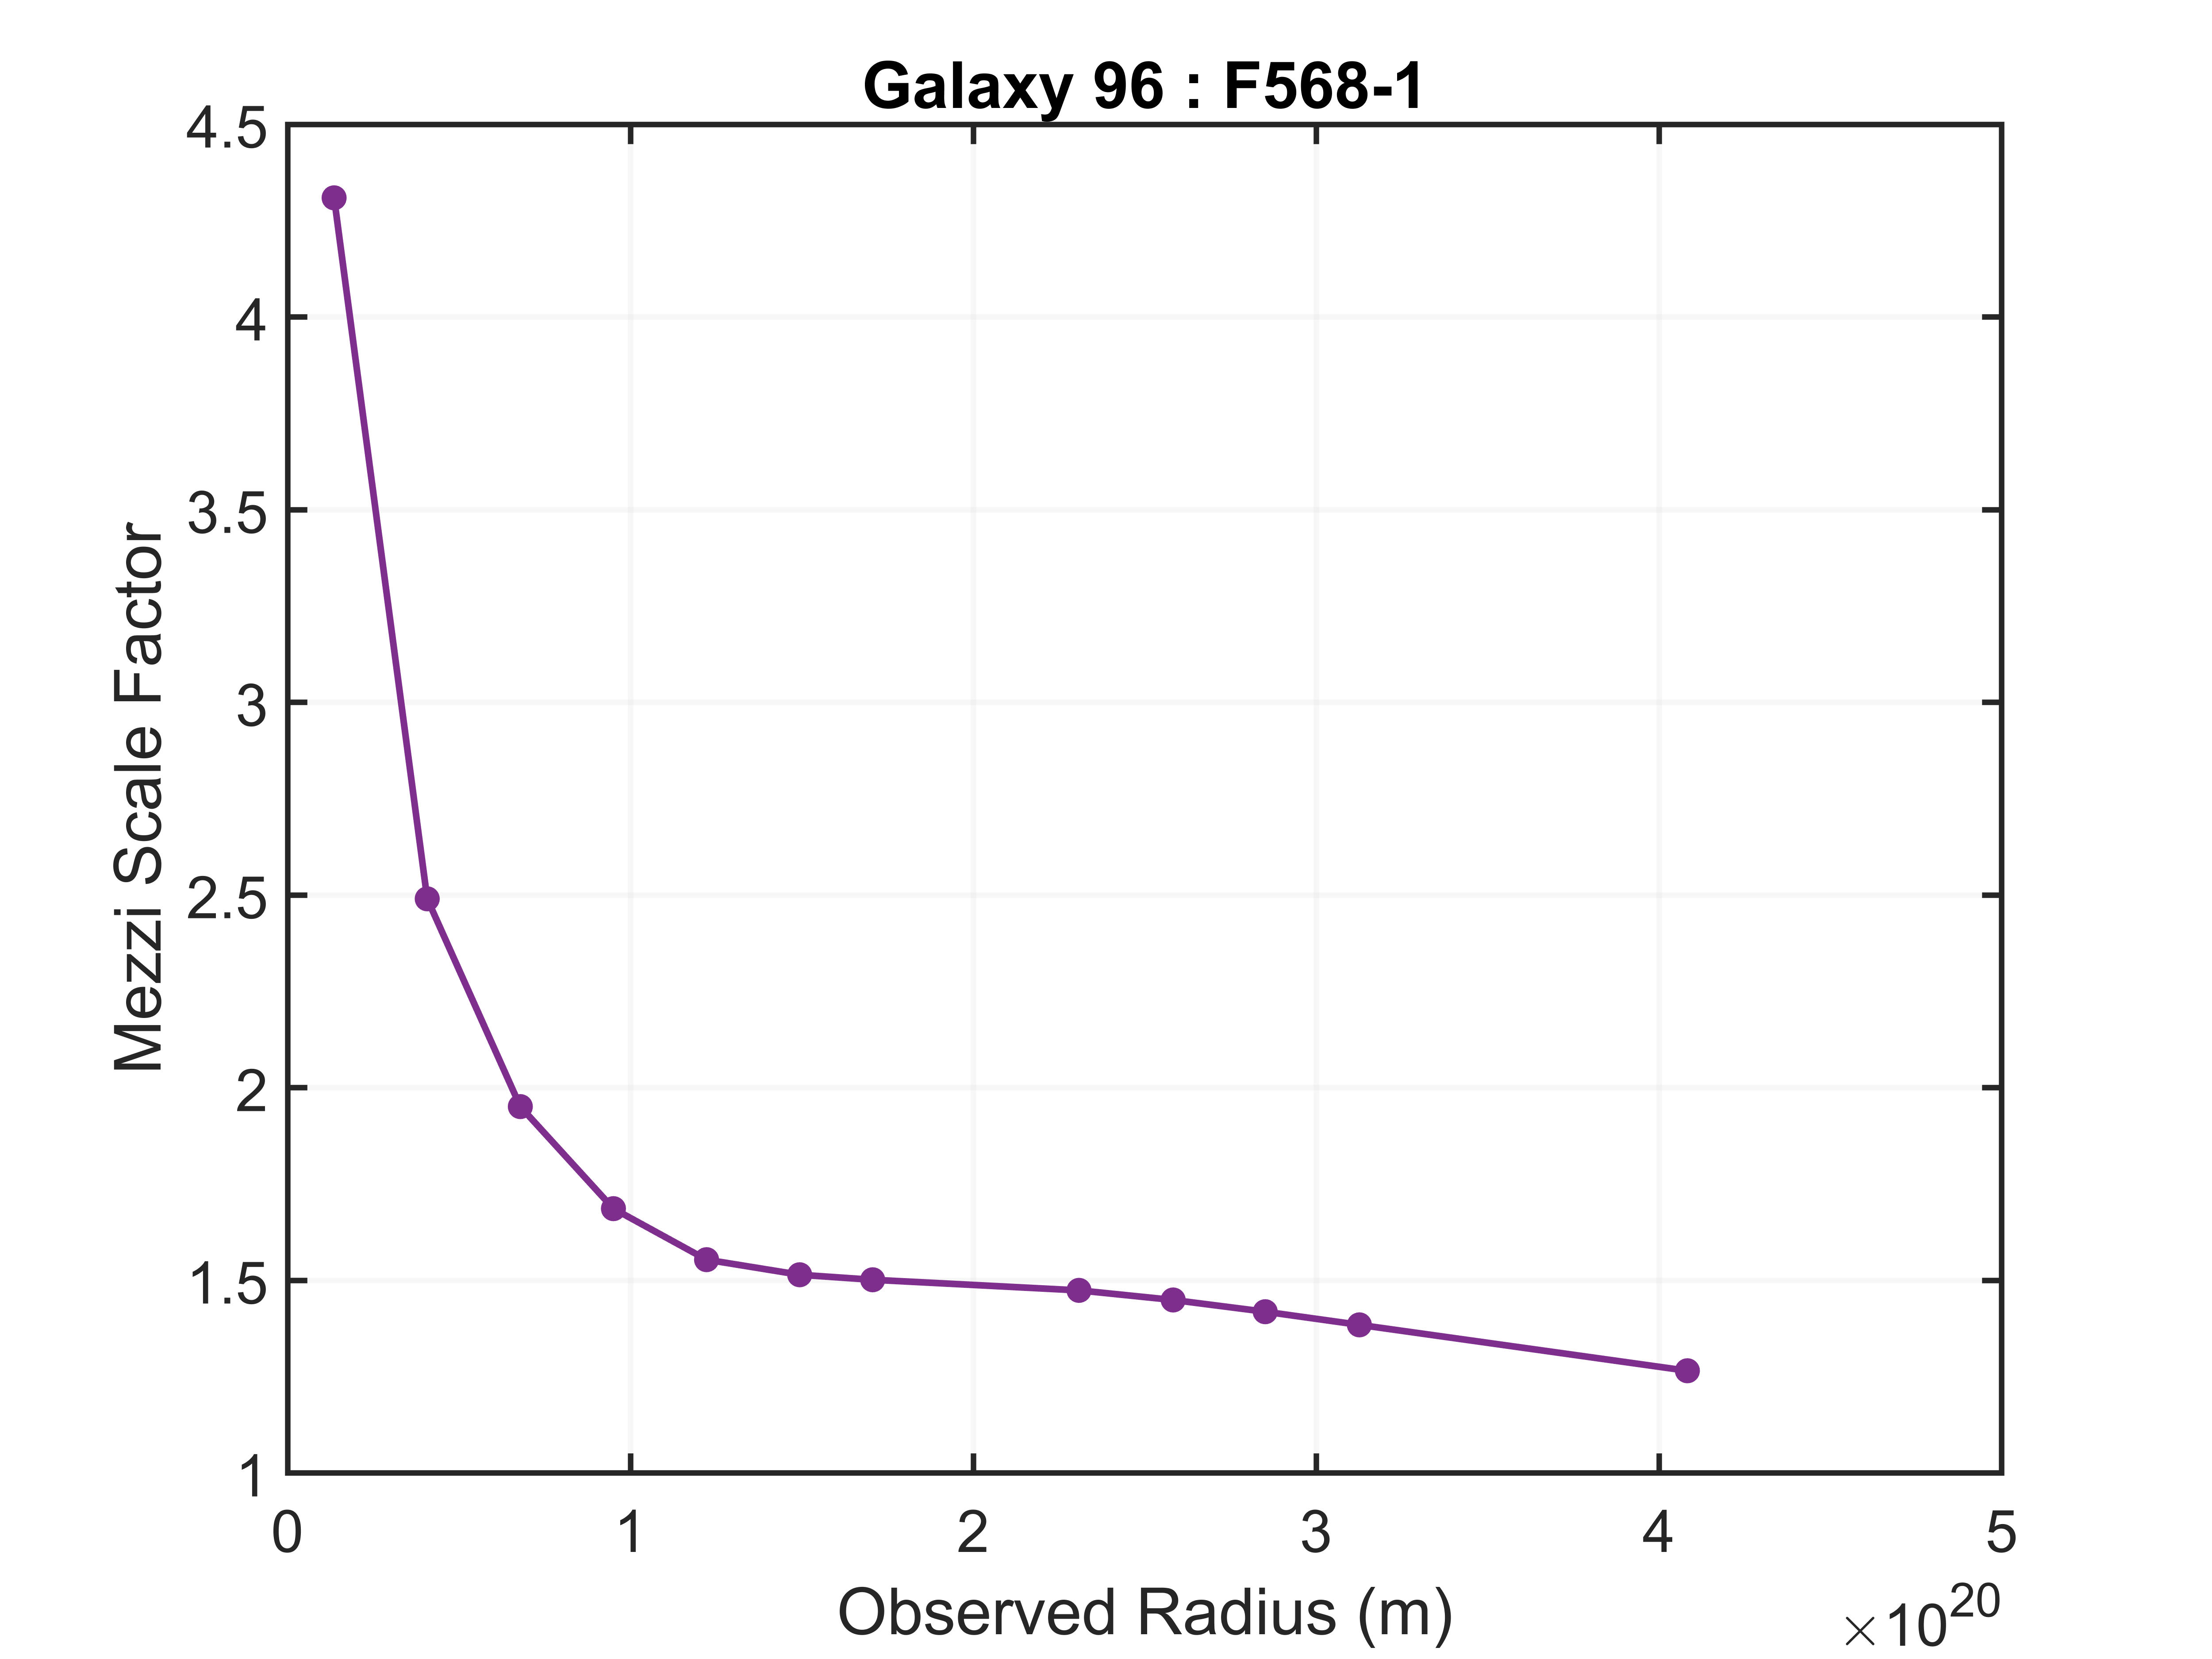 Galaxy 96 : F568-1
4.5
4
3.5
3
2.5
2
1.5
1
Mezzi Scale Factor
0 1 2 3 4 5
Observed Radius (m)
×10^20